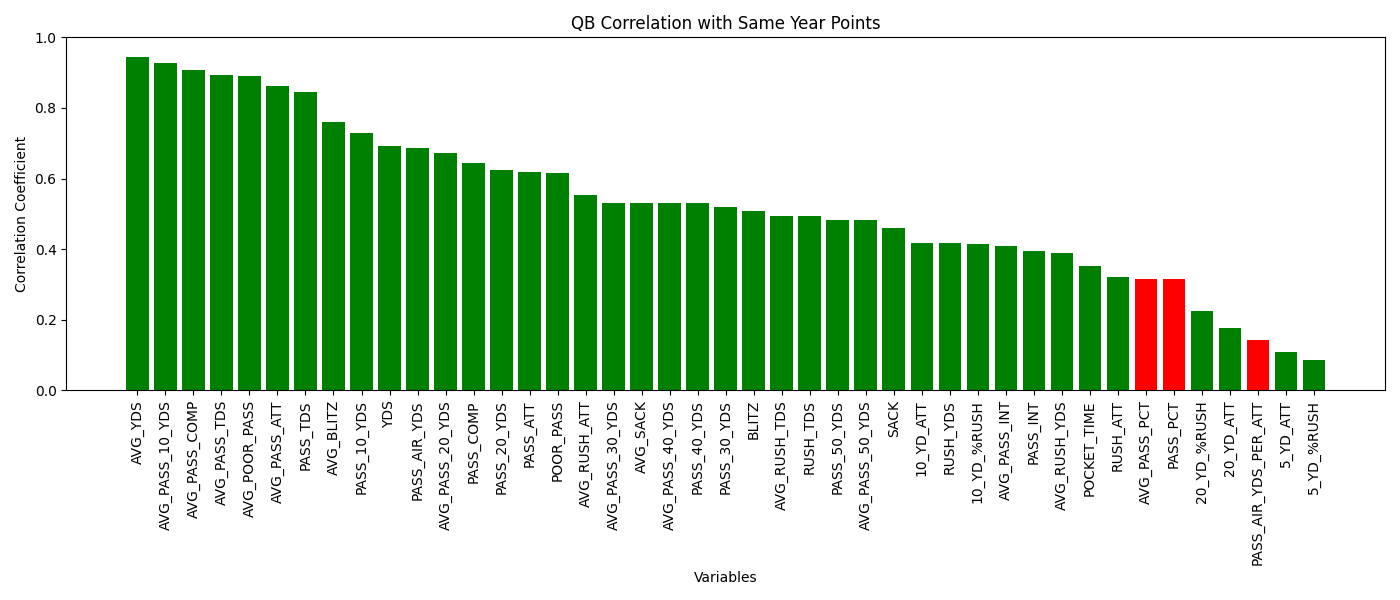 QB Correlation with Same Year Points
Correlation Coefficient
1.0
0.8
0.6
0.4
0.2
0.0
AVG_YDS
AVG_PASS_10_YDS
AVG_PASS_COMP
AVG_PASS_TDS
AVG_POOR_PASS
AVG_PASS_ATT
PASS_TDS
AVG_BLITZ
PASS_10_YDS
YDS
PASS_AIR_YDS
AVG_PASS_20_YDS
PASS_COMP
PASS_20_YDS
PASS_ATT
POOR_PASS
AVG_RUSH_ATT
AVG_PASS_30_YDS
AVG_SACK
AVG_PASS_40_YDS
PASS_40_YDS
PASS_30_YDS
BLITZ
AVG_RUSH_TDS
RUSH_TDS
PASS_50_YDS
AVG_PASS_50_YDS
SACK
10_YD_ATT
RUSH_YDS
10_YD_%RUSH
AVG_PASS_INT
PASS_INT
AVG_RUSH_YDS
POCKET_TIME
RUSH_ATT
AVG_PASS_PCT
PASS_PCT
20_YD_%RUSH
20_YD_ATT
PASS_AIR_YDS_PER_ATT
5_YD_ATT
5_YD_%RUSH
Variables